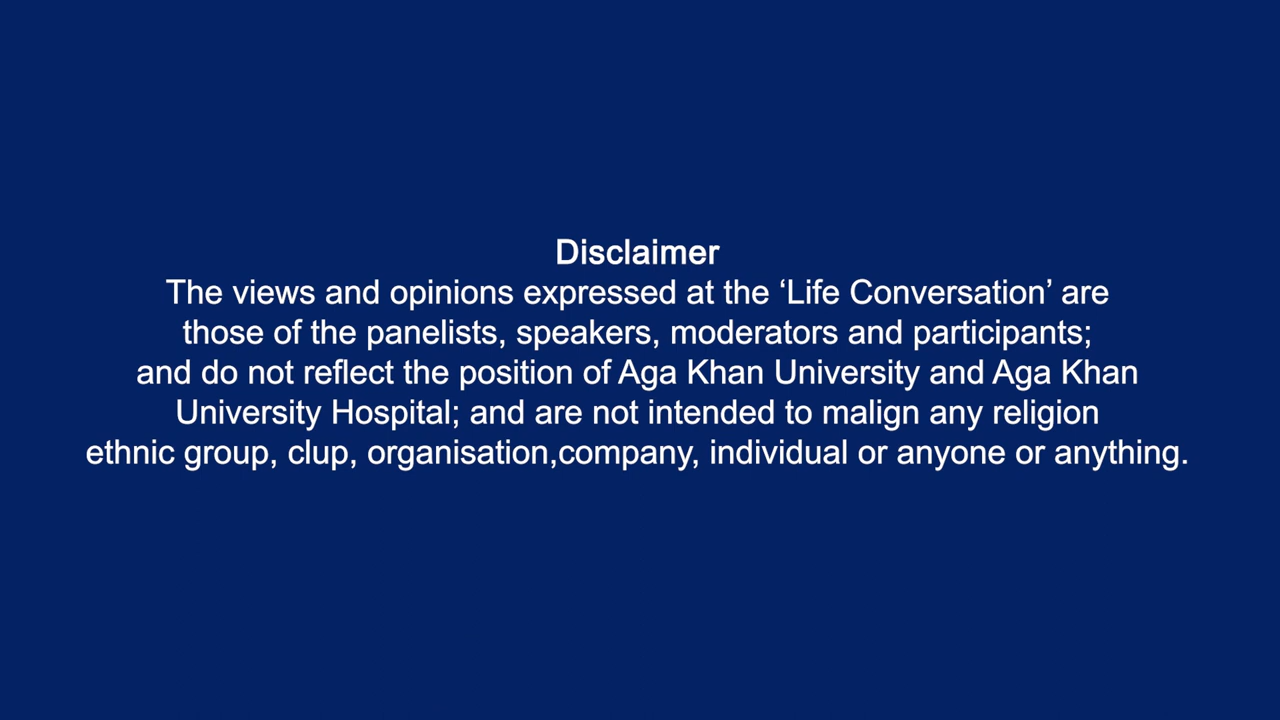 Disclaimer
The views and opinions expressed at the ‘Life Conversation’ are
those of the panelists, speakers, moderators and participants;
and do not reflect the position of Aga Khan University and Aga Khan
University Hospital; and are not intended to malign any religion
ethnic group, clup, organisation,company, individual or anyone or anything.